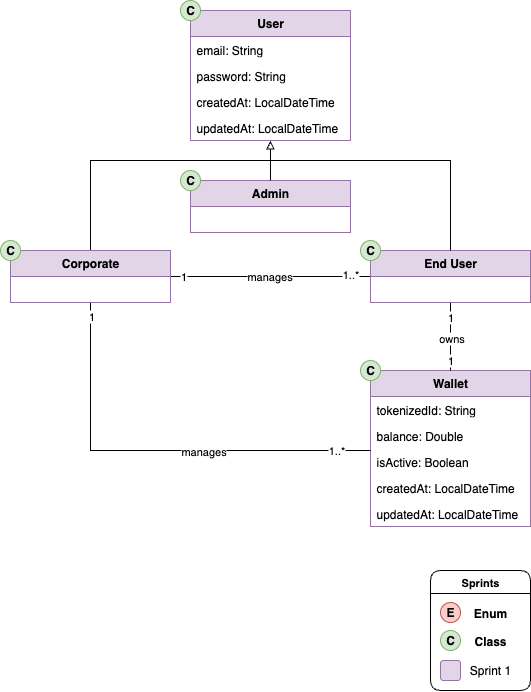 C
User
email: String
password: String
createdAt: LocalDateTime
updatedAt: LocalDateTime
C
Admin
C
Corporate
C
End User
1
manages
1..*
1
1
owns
1
C
Wallet
tokenizedId: String
balance: Double
isActive: Boolean
createdAt: LocalDateTime
updatedAt: LocalDateTime
manages
1..*
Sprints
E Enum
C Class
Sprint 1